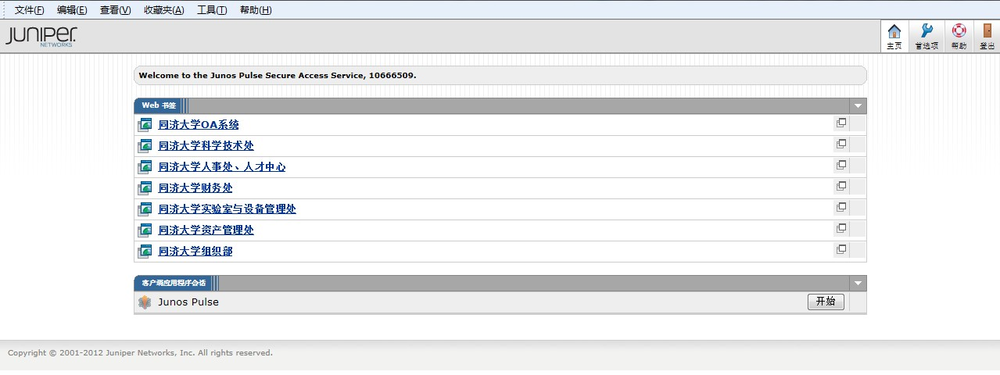 文件(F) 编辑(E) 查看(V) 收藏夹(A) 工具(T) 帮助(H)
JUNIPER
NETWORKS
主页 首选项 帮助 登出
Welcome to the Junos Pulse Secure Access Service, 10666509.
Web 书签
同济大学OA系统
同济大学科学技术处
同济大学人事处、人才中心
同济大学财务处
同济大学实验室与设备管理处
同济大学资产管理处
同济大学组织部
客户端应用程序会话
Junos Pulse 开始
Copyright © 2001-2012 Juniper Networks, Inc. All rights reserved.